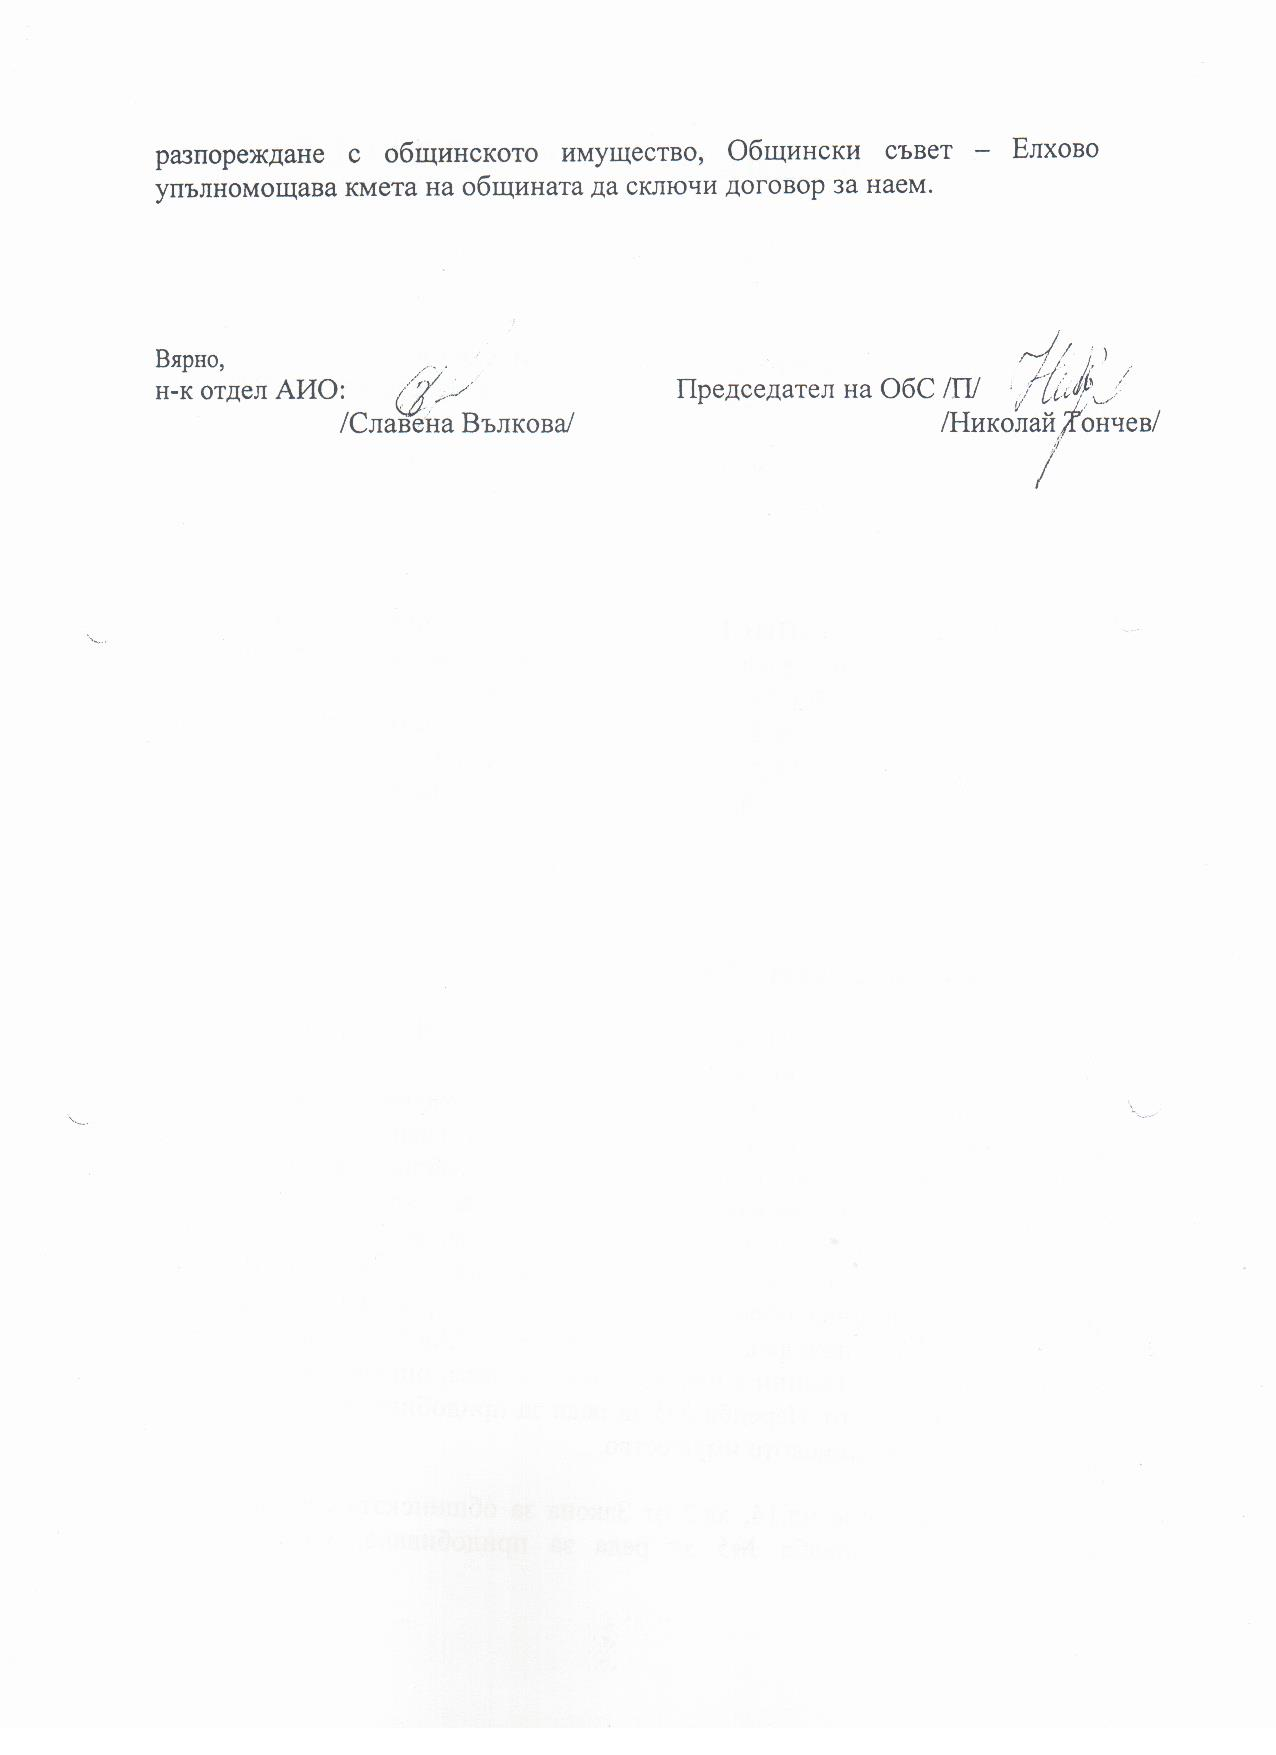 разпореждане с общинското имущество, Общински съвет – Елхово
упълномощава кмета на общината да сключи договор за наем.
Вярно,
н-к отдел АИО: Председател на ОбС /П/
/Славена Вълкова/ /Николай Тончев/